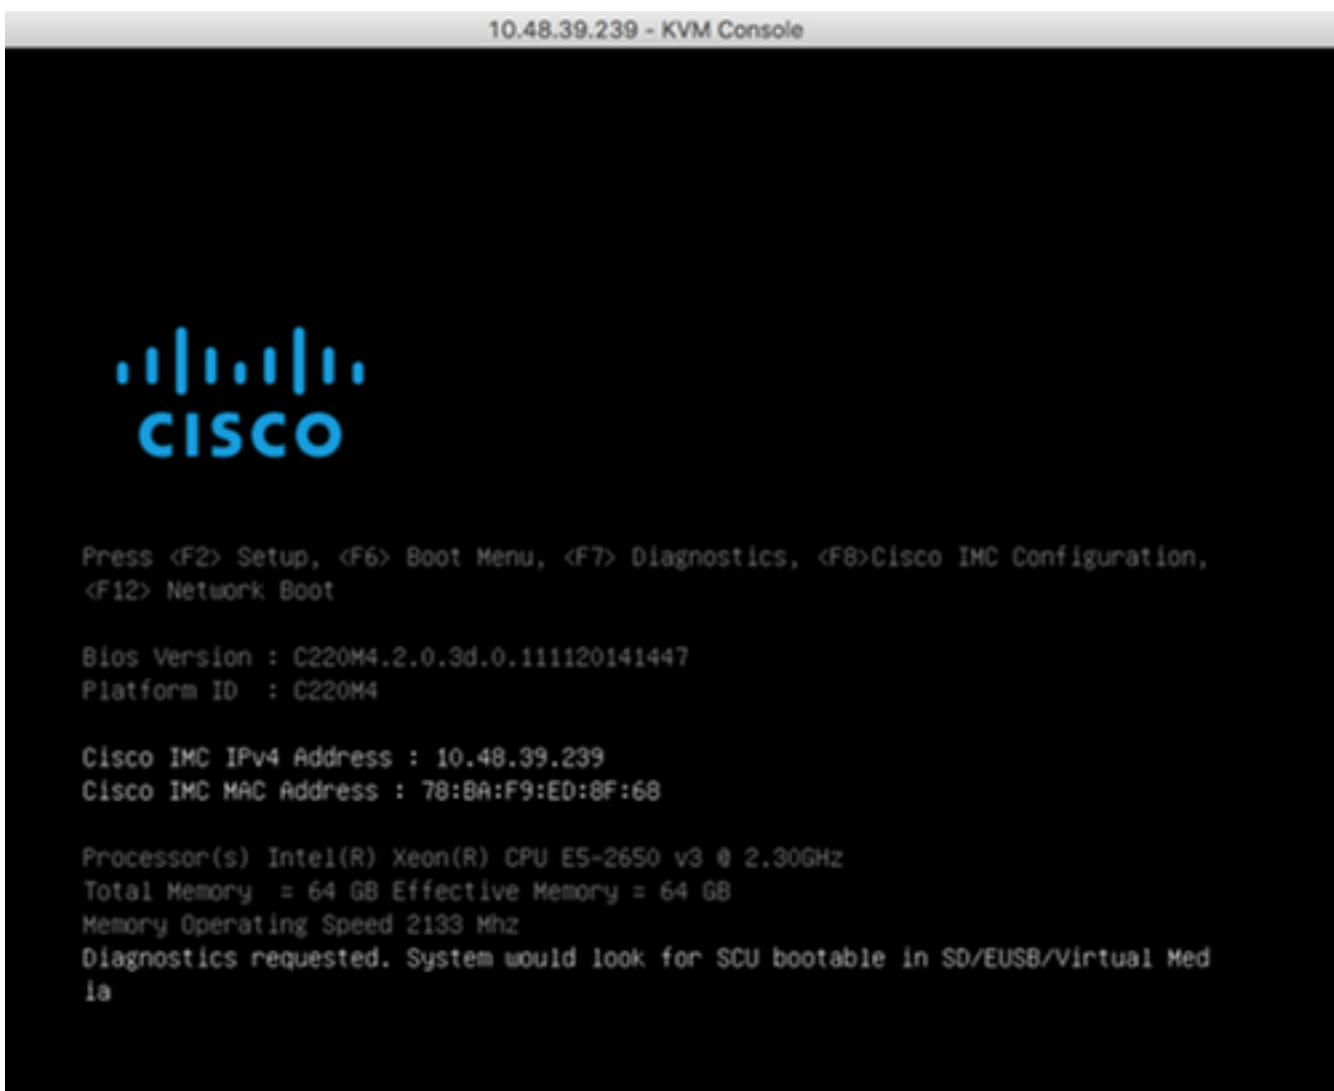 10.48.39.239 - KVM Console
CISCO
Press <F2> Setup, <F6> Boot Menu, <F7> Diagnostics, <F8>Cisco IMC Configuration,
<F12> Network Boot
Bios Version : C220M4.2.0.3d.0.111120141447
Platform ID  : C220M4
Cisco IMC IPv4 Address : 10.48.39.239
Cisco IMC MAC Address : 78:BA:F9:ED:8F:68
Processor(s) Intel(R) Xeon(R) CPU E5-2650 v3 @ 2.30GHz
Total Memory  = 64 GB Effective Memory = 64 GB
Memory Operating Speed 2133 Mhz
Diagnostics requested. System would look for SCU bootable in SD/EUSB/Virtual Med
ia